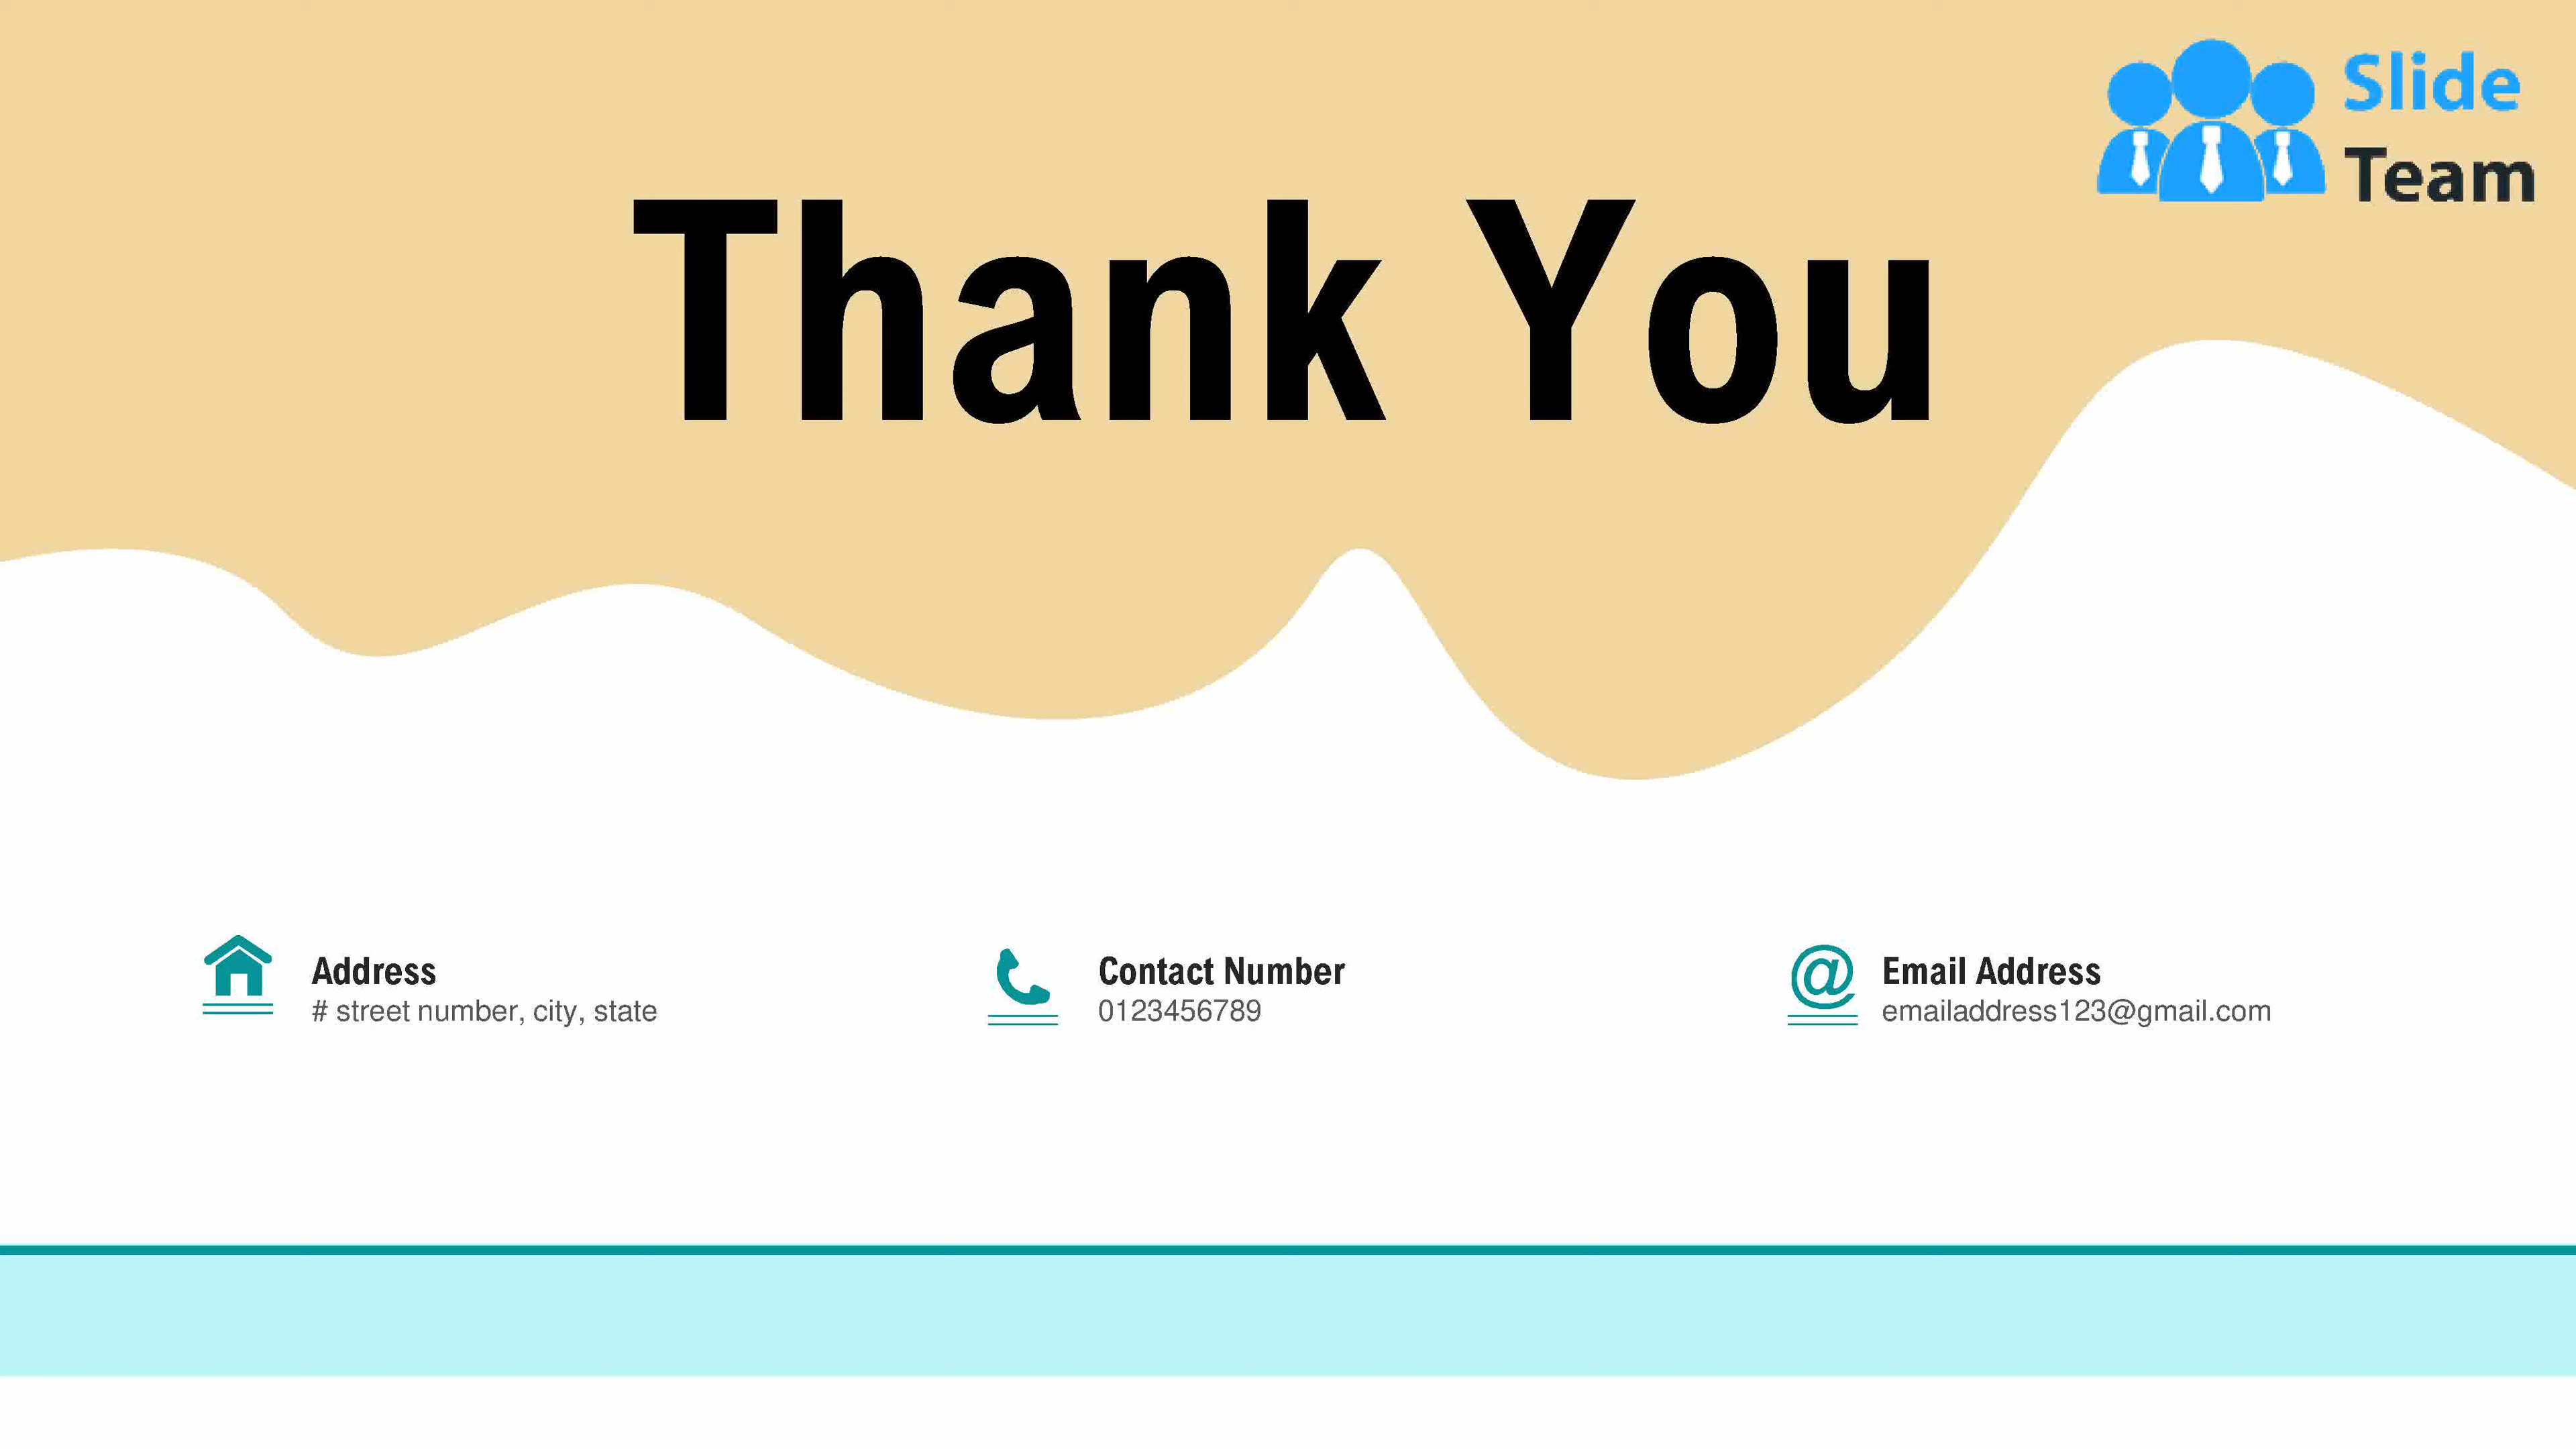 Slide
Team
Thank You
Address
# street number, city, state
Contact Number
0123456789
Email Address
emailaddress123@gmail.com